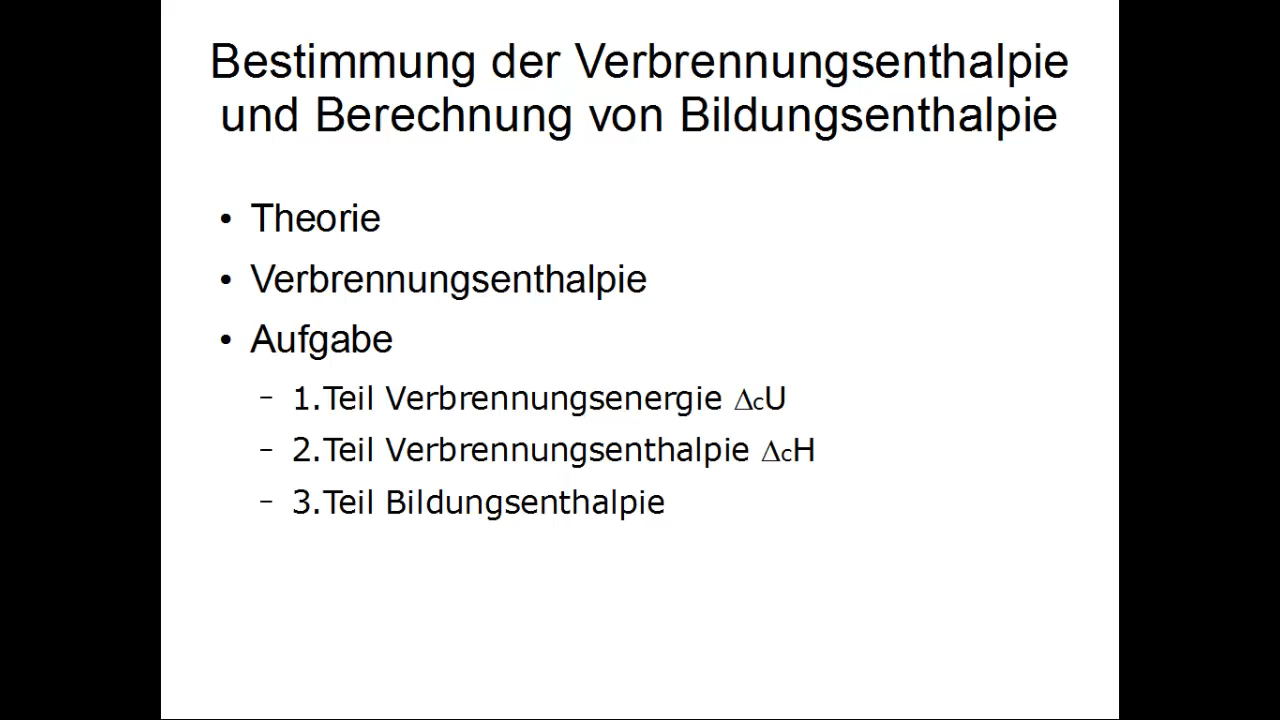 Bestimmung der Verbrennungsenthalpie
und Berechnung von Bildungsenthalpie
• Theorie
• Verbrennungsenthalpie
• Aufgabe
– 1.Teil Verbrennungsenergie ΔcU
– 2.Teil Verbrennungsenthalpie ΔcH
– 3.Teil Bildungsenthalpie